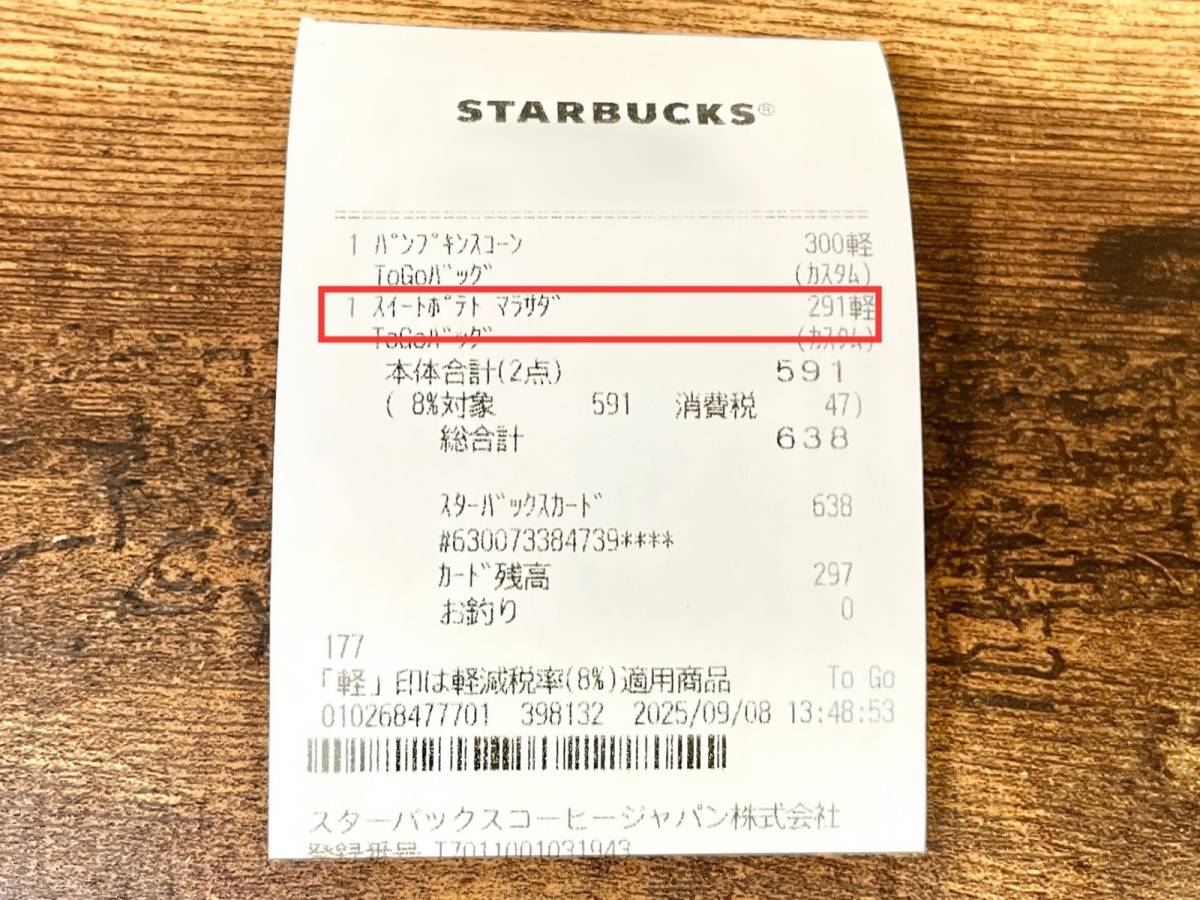 STARBUCKS®
1 ﾊﾟﾝﾌﾟｷﾝｽｺｰﾝ 300軽
ToGoﾊﾞｯｸﾞ (ｶｽﾀﾑ)
1 ｽｲｰﾄﾎﾟﾃﾄ ﾏﾗｻﾀﾞ 291軽
ToGoﾊﾞｯｸﾞ (ｶｽﾀﾑ)
本体合計(2点) 591
( 8%対象 591 消費税 47)
総合計 638
ｽﾀｰﾊﾞｯｸｽｶｰﾄﾞ 638
#630073384739****
ｶｰﾄﾞ残高 297
お釣り 0
177
「軽」印は軽減税率(8%)適用商品 To Go
010268477701 398132 2025/09/08 13:48:53
スターバックスコーヒージャパン株式会社
登録番号 T7011001031943